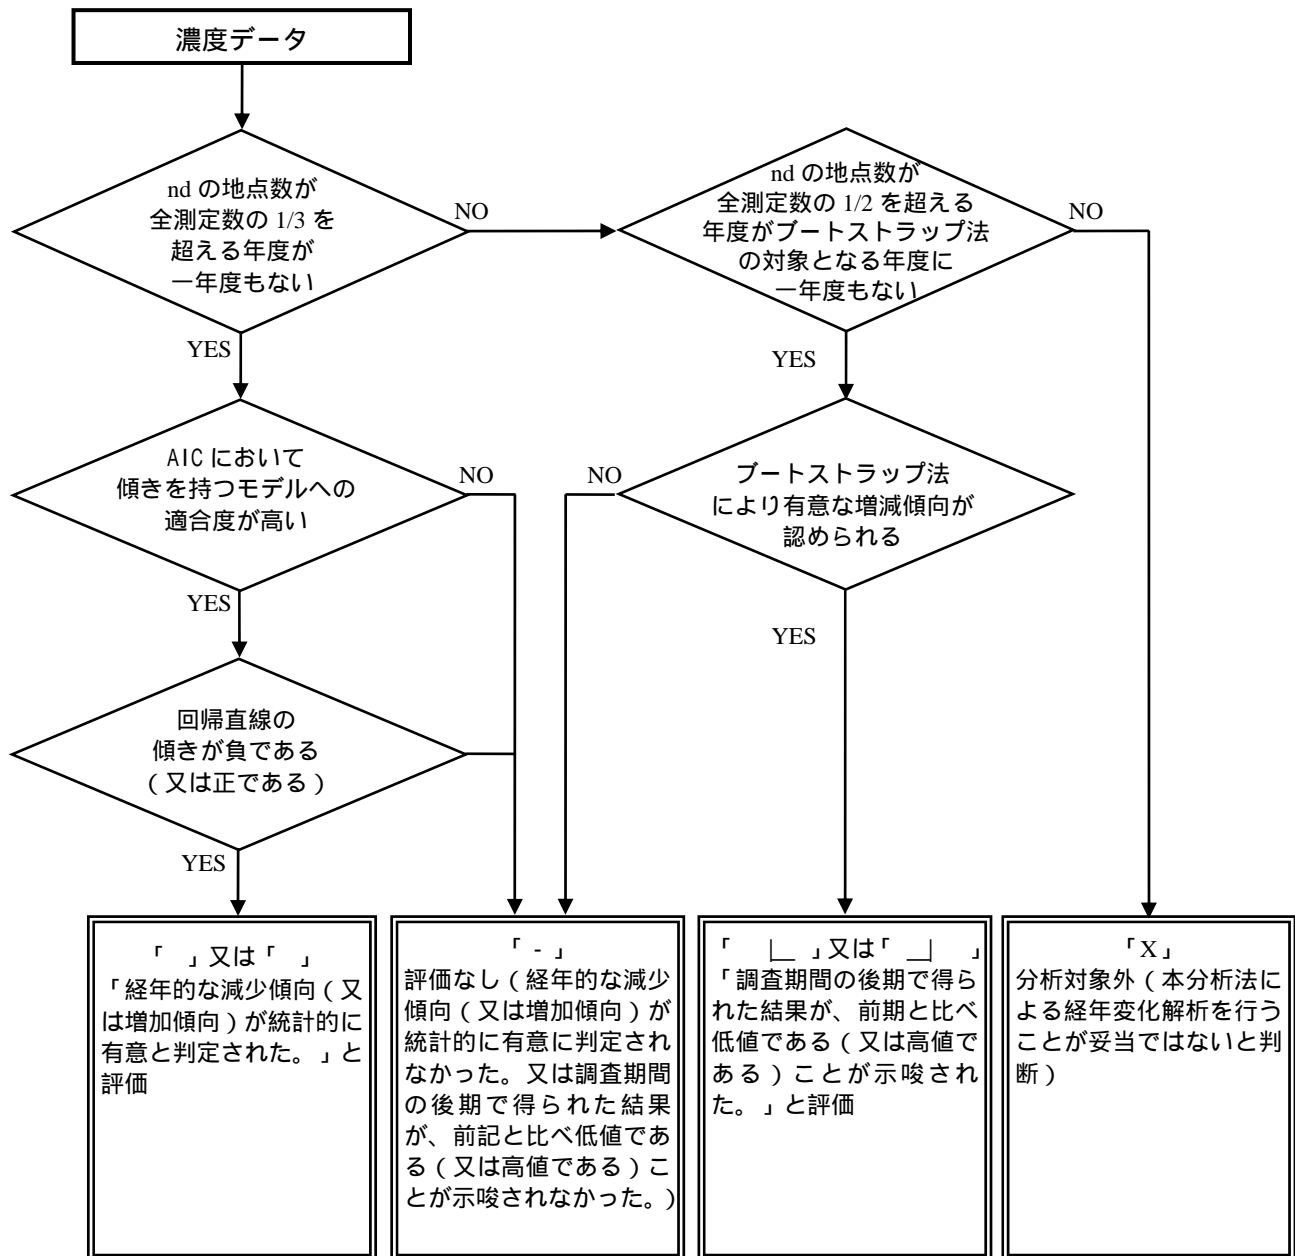 濃度データ
nd の地点数が
全測定数の 1/3 を
超える年度が
一年度もない
NO
nd の地点数が
全測定数の 1/2 を超える
年度がブートストラップ法
の対象となる年度に
一年度もない
NO
YES
YES
AIC において
傾きを持つモデルへの
適合度が高い
NO
NO
ブートストラップ法
により有意な増減傾向が
認められる
YES
YES
回帰直線の
傾きが負である
(又は正である)
YES
「　」又は「　」
「経年的な減少傾向(又
は増加傾向)が統計的に
有意と判定された。」と
評価
「 - 」
評価なし(経年的な減少
傾向(又は増加傾向)が
統計的に有意に判定され
なかった。又は調査期間
の後期で得られた結果
が、前記と比べ低値であ
る(又は高値である)こ
とが示唆されなかった。)
「　|__　」又は「　__|　」
「調査期間の後期で得ら
れた結果が、前期と比べ
低値である(又は高値で
ある)ことが示唆され
た。」と評価
「X」
分析対象外(本分析法に
よる経年変化解析を行う
ことが妥当ではないと判
断)